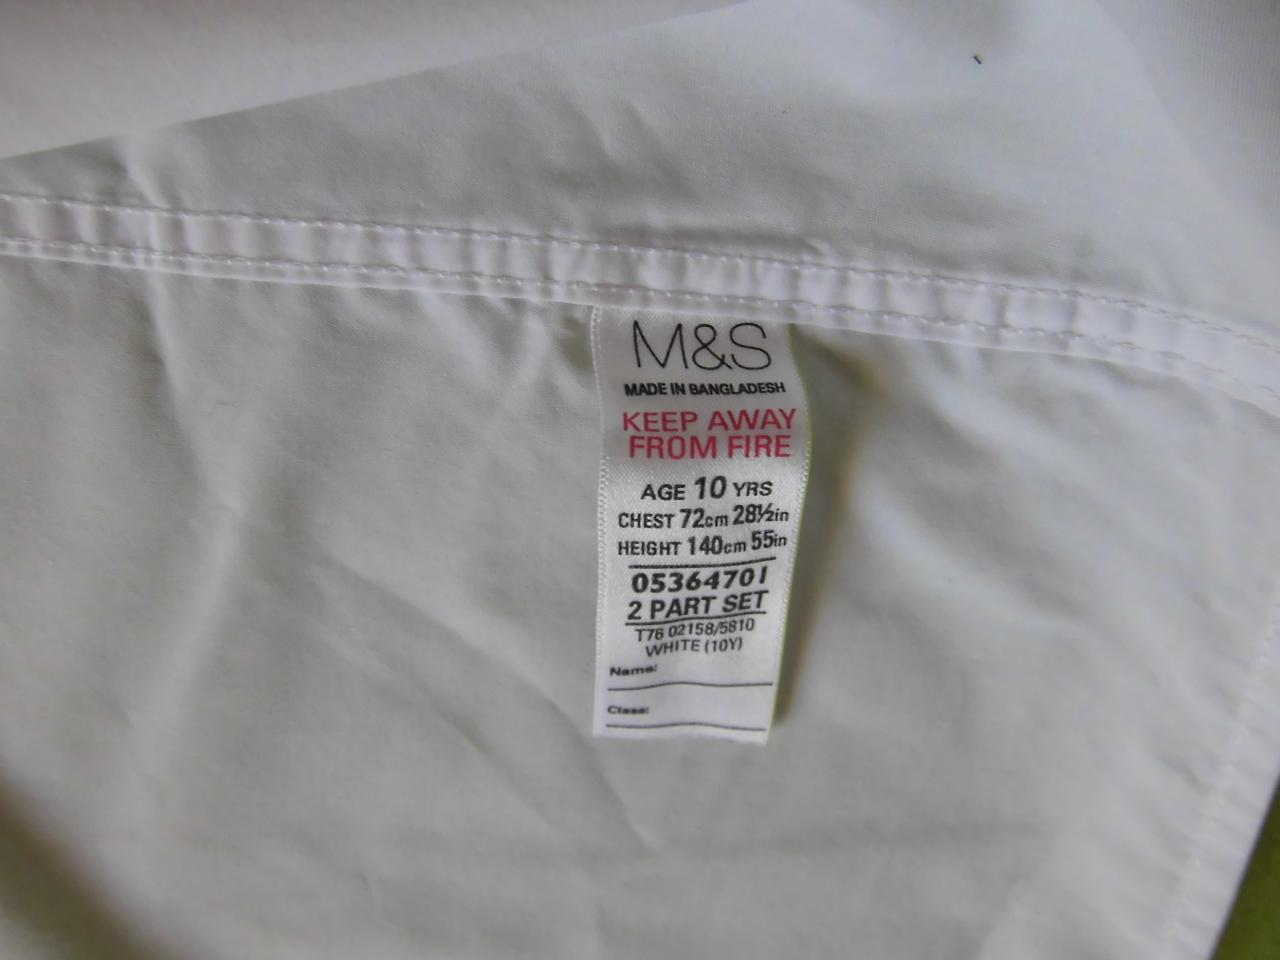 M&S
MADE IN BANGLADESH
KEEP AWAY
FROM FIRE
AGE 10 YRS
CHEST 72cm 28½in
HEIGHT 140cm 55in
05364701
2 PART SET
T76 02158/5810
WHITE (10Y)
Name:
Class: